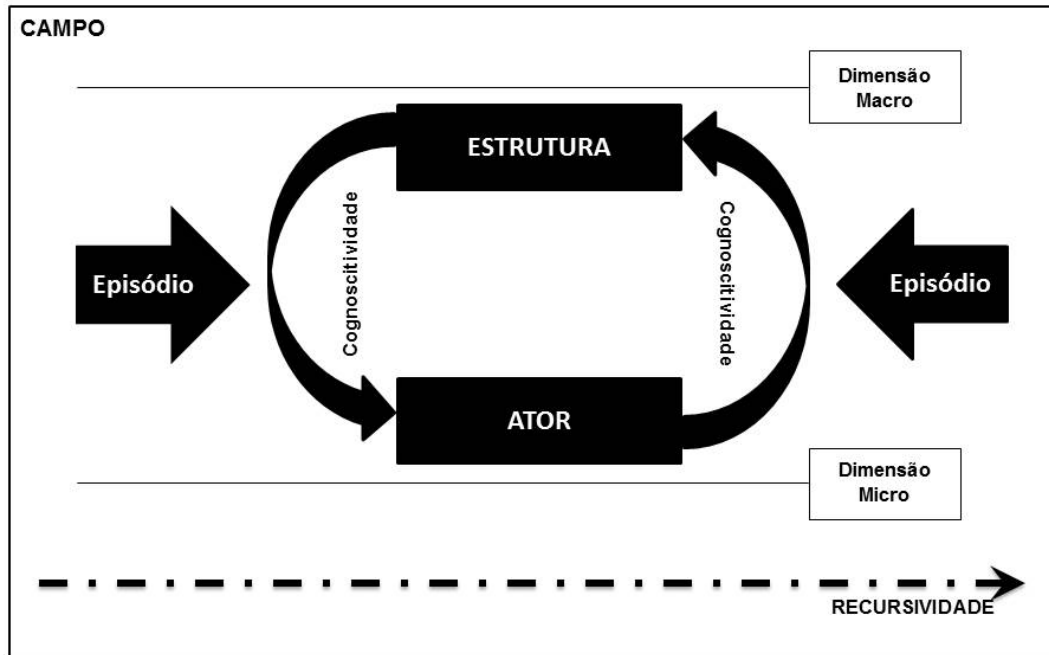 CAMPO
Dimensão
Macro
ESTRUTURA
Cognoscitividade
Cognoscitividade
Episódio
Episódio
ATOR
Dimensão
Micro
RECURSIVIDADE